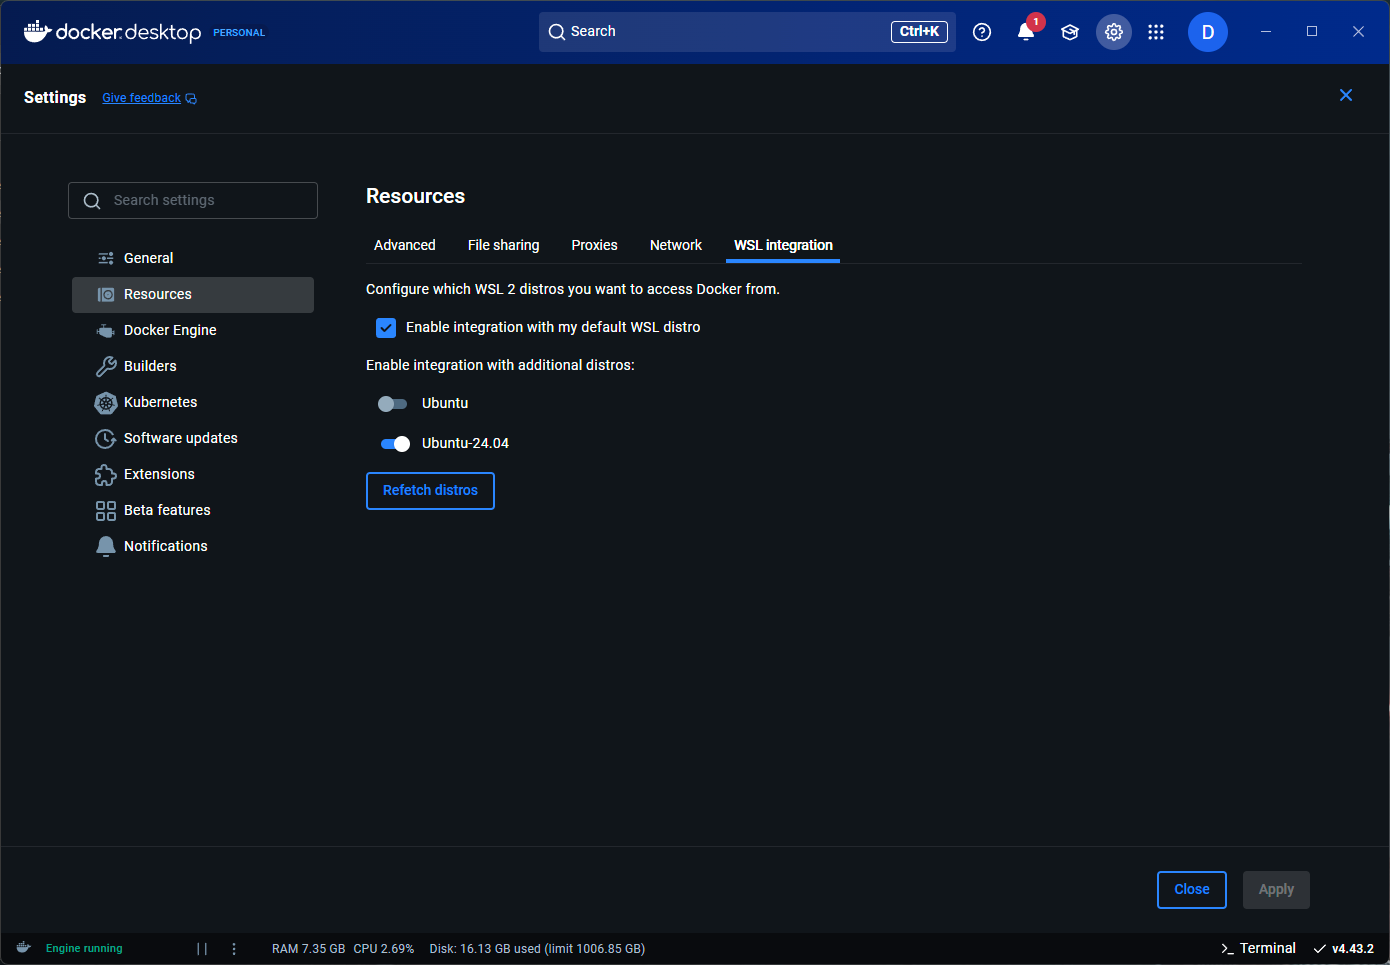 docker.desktop PERSONAL Search Ctrl+K 1 D
Settings Give feedback
Search settings
General
Resources
Docker Engine
Builders
Kubernetes
Software updates
Extensions
Beta features
Notifications
Resources
Advanced File sharing Proxies Network WSL integration
Configure which WSL 2 distros you want to access Docker from.
Enable integration with my default WSL distro
Enable integration with additional distros:
Ubuntu
Ubuntu-24.04
Refetch distros
Close Apply
Engine running RAM 7.35 GB CPU 2.69% Disk: 16.13 GB used (limit 1006.85 GB) Terminal v4.43.2